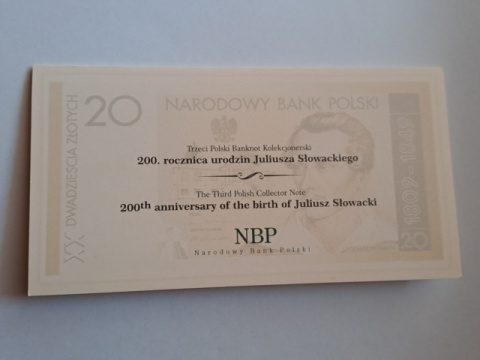 20
NARODOWY BANK POLSKI
XX DWADZIEŚCIA ZŁOTYCH
Trzeci Polski Banknot Kolekcjonerski
200. rocznica urodzin Juliusza Słowackiego
The Third Polish Collector Note
200th anniversary of the birth of Juliusz Słowacki
NBP
Narodowy Bank Polski
1809-1849
20